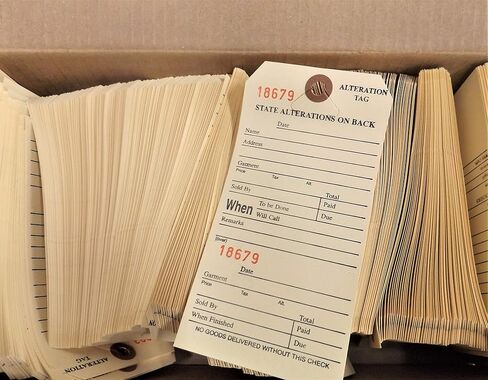 18679 ALTERATION
TAG
STATE ALTERATIONS ON BACK
Date
Name
Address
Garment
Price Tax Alt.
Sold By Total
When To be Done Paid
Will Call Due
Remarks
(Over)
18679
Date
Garment
Price Tax Alt.
Sold By Total
When Finished Paid
Due
NO GOODS DELIVERED WITHOUT THIS CHECK
ALTERATION
TAG